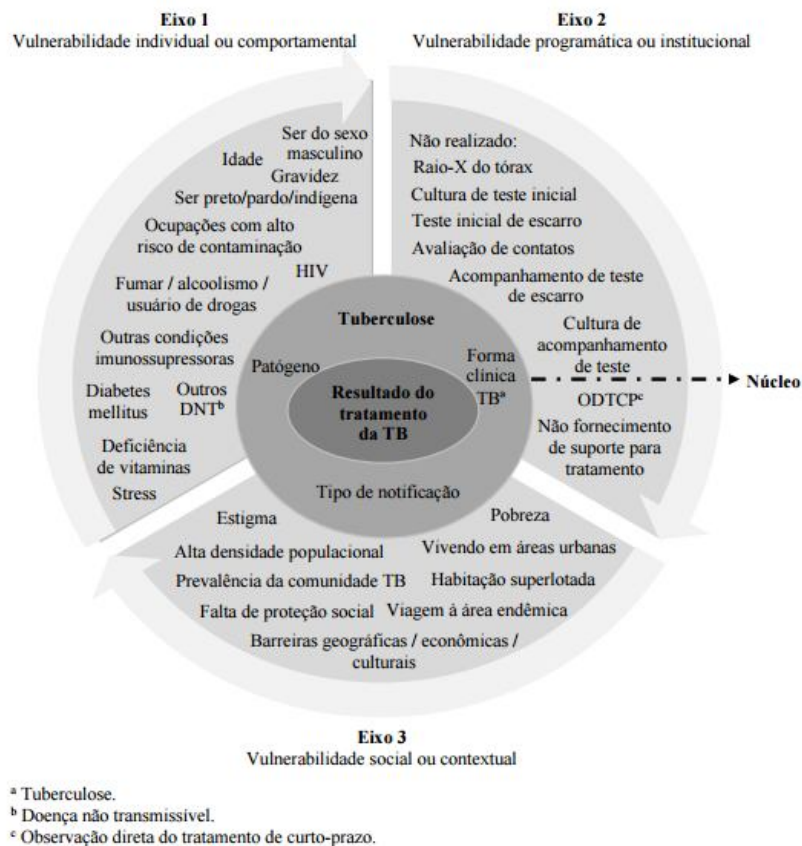 Eixo 1
Vulnerabilidade individual ou comportamental
Eixo 2
Vulnerabilidade programática ou institucional
Ser do sexo
masculino
Idade
Gravidez
Ser preto/pardo/indígena
Ocupações com alto
risco de contaminação
HIV
Fumar / alcoolismo /
usuário de drogas
Outras condições
imunossupressoras
Diabetes
mellitus
Outros
DNTᵇ
Deficiência
de vitaminas
Stress
Não realizado:
Raio-X do tórax
Cultura de teste inicial
Teste inicial de escarro
Avaliação de contatos
Acompanhamento de teste
de escarro
Cultura de
acompanhamento
de teste
ODTCPᶜ
Não fornecimento
de suporte para
tratamento
Núcleo
Tuberculose
Patógeno
Forma
clínica
TBᵃ
Resultado do
tratamento
da TB
Tipo de notificação
Estigma
Pobreza
Alta densidade populacional
Vivendo em áreas urbanas
Prevalência da comunidade TB
Habitação superlotada
Falta de proteção social
Viagem à área endêmica
Barreiras geográficas / econômicas /
culturais
Eixo 3
Vulnerabilidade social ou contextual
ᵃ Tuberculose.
ᵇ Doença não transmissível.
ᶜ Observação direta do tratamento de curto-prazo.